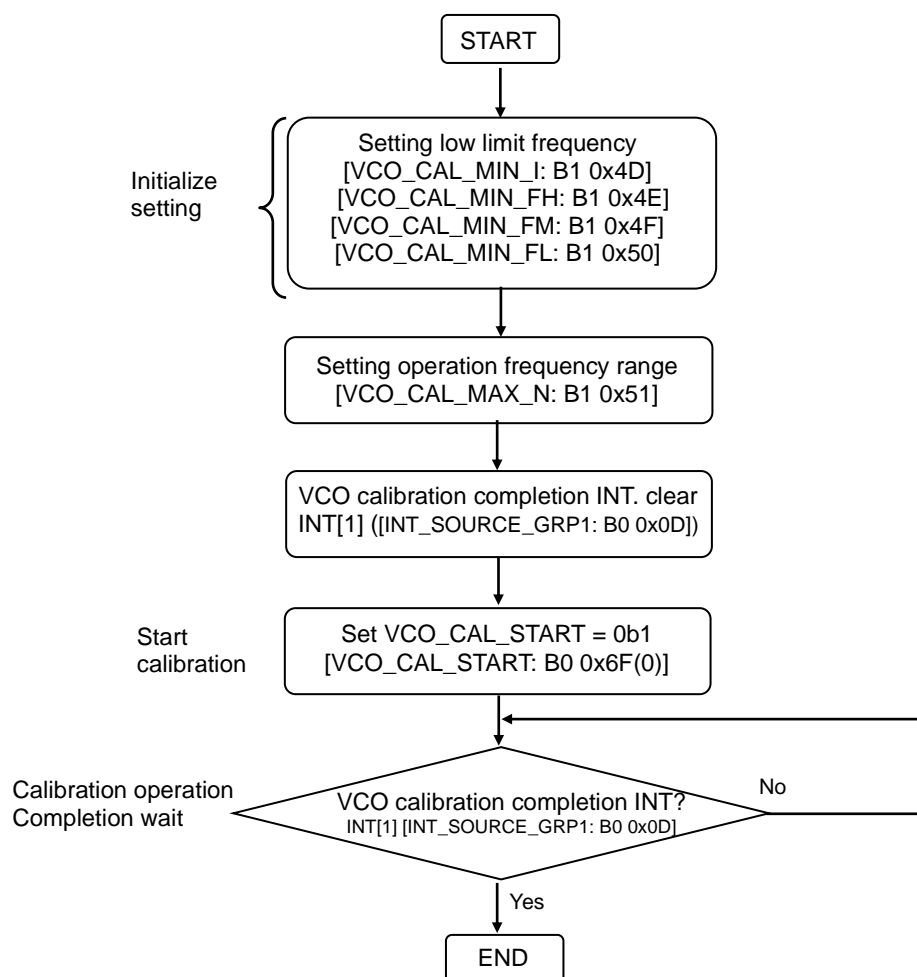 START
Initialize
setting
Setting low limit frequency
[VCO_CAL_MIN_I: B1 0x4D]
[VCO_CAL_MIN_FH: B1 0x4E]
[VCO_CAL_MIN_FM: B1 0x4F]
[VCO_CAL_MIN_FL: B1 0x50]
Setting operation frequency range
[VCO_CAL_MAX_N: B1 0x51]
VCO calibration completion INT. clear
INT[1] ([INT_SOURCE_GRP1: B0 0x0D])
Start
calibration
Set VCO_CAL_START = 0b1
[VCO_CAL_START: B0 0x6F(0)]
Calibration operation
Completion wait
VCO calibration completion INT?
INT[1] [INT_SOURCE_GRP1: B0 0x0D]
No
Yes
END